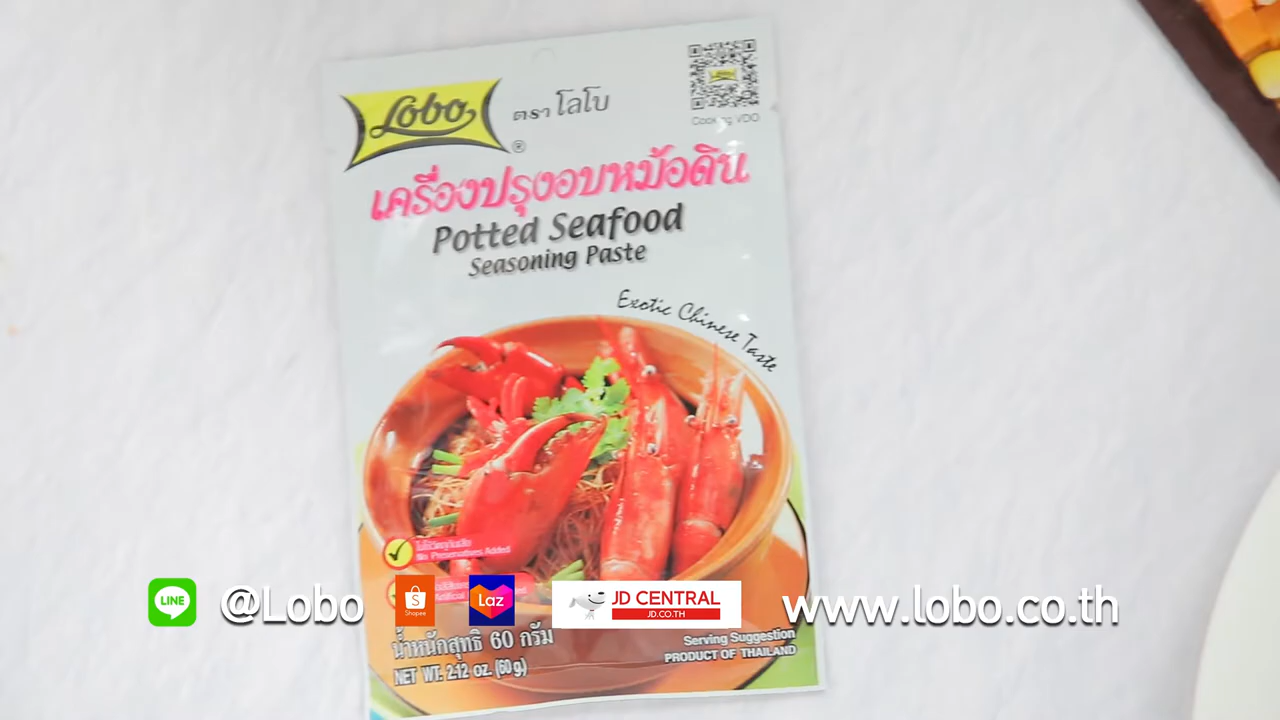 Lobo
®
ตรา โลโบ
Cooking VDO
เครื่องปรุงอบหม้อดิน
Potted Seafood
Seasoning Paste
Exotic Chinese Taste
No Preservatives Added
LINE
@Lobo
Shopee
Laz
JD CENTRAL
JD.CO.TH
www.lobo.co.th
น้ำหนักสุทธิ 60 กรัม
NET WT. 2.12 oz. (60 g.)
Serving Suggestion
PRODUCT OF THAILAND